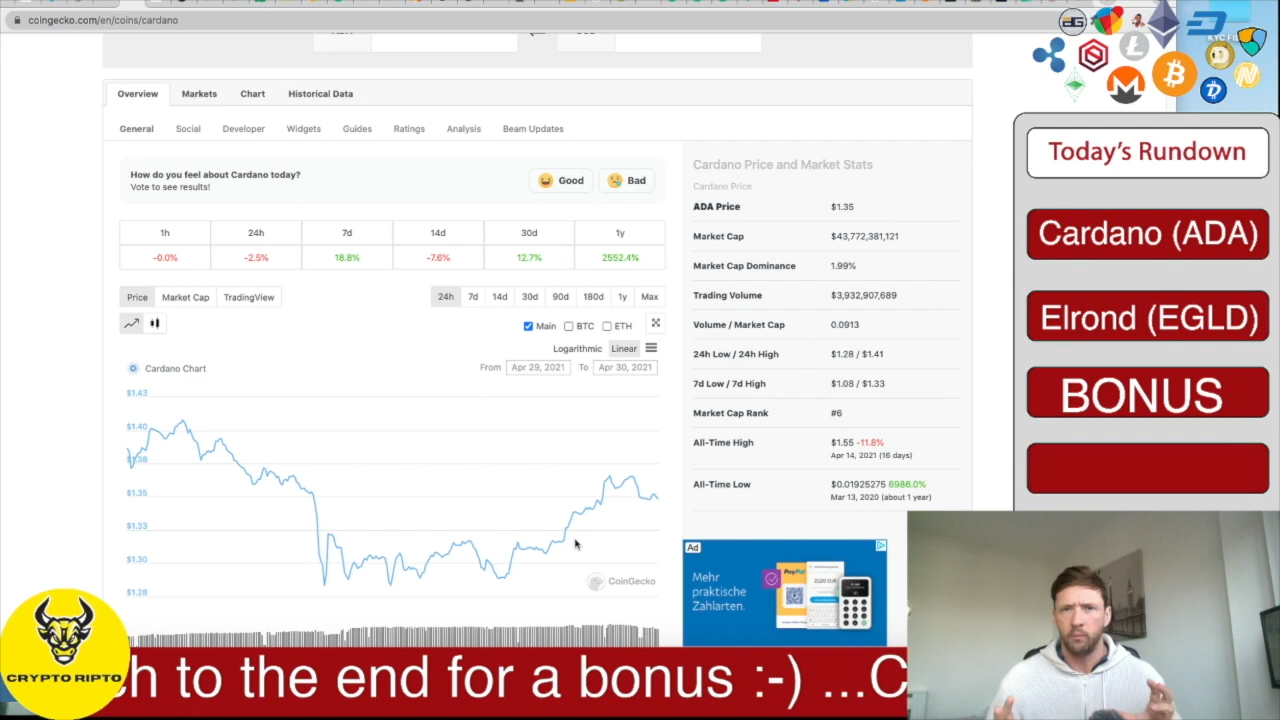 coingecko.com/en/coins/cardano
KYC
Overview
Markets
Chart
Historical Data
General
Social
Developer
Widgets
Guides
Ratings
Analysis
Beam Updates
How do you feel about Cardano today?
Vote to see results!
Good
Bad
1h 24h 7d 14d 30d 1y
-0.0% -2.5% 18.8% -7.6% 12.7% 2552.4%
Price Market Cap TradingView
24h 7d 14d 30d 90d 180d 1y Max
Main BTC ETH
Logarithmic Linear
Cardano Chart
From Apr 29, 2021 To Apr 30, 2021
$1.43
$1.40
$1.38
$1.35
$1.33
$1.30
$1.28
CoinGecko
Cardano Price and Market Stats
Cardano Price
ADA Price $1.35
Market Cap $43,772,381,121
Market Cap Dominance 1.99%
Trading Volume $3,932,907,689
Volume / Market Cap 0.0913
24h Low / 24h High $1.28 / $1.41
7d Low / 7d High $1.08 / $1.33
Market Cap Rank #6
All-Time High $1.55 -11.8%
Apr 14, 2021 (16 days)
All-Time Low $0.01925275 6986.0%
Mar 13, 2020 (about 1 year)
Ad
Mehr
praktische
Zahlarten.
PayPal
Today's Rundown
Cardano (ADA)
Elrond (EGLD)
BONUS
CRYPTO RIPTO
ch to the end for a bonus :-) ...C